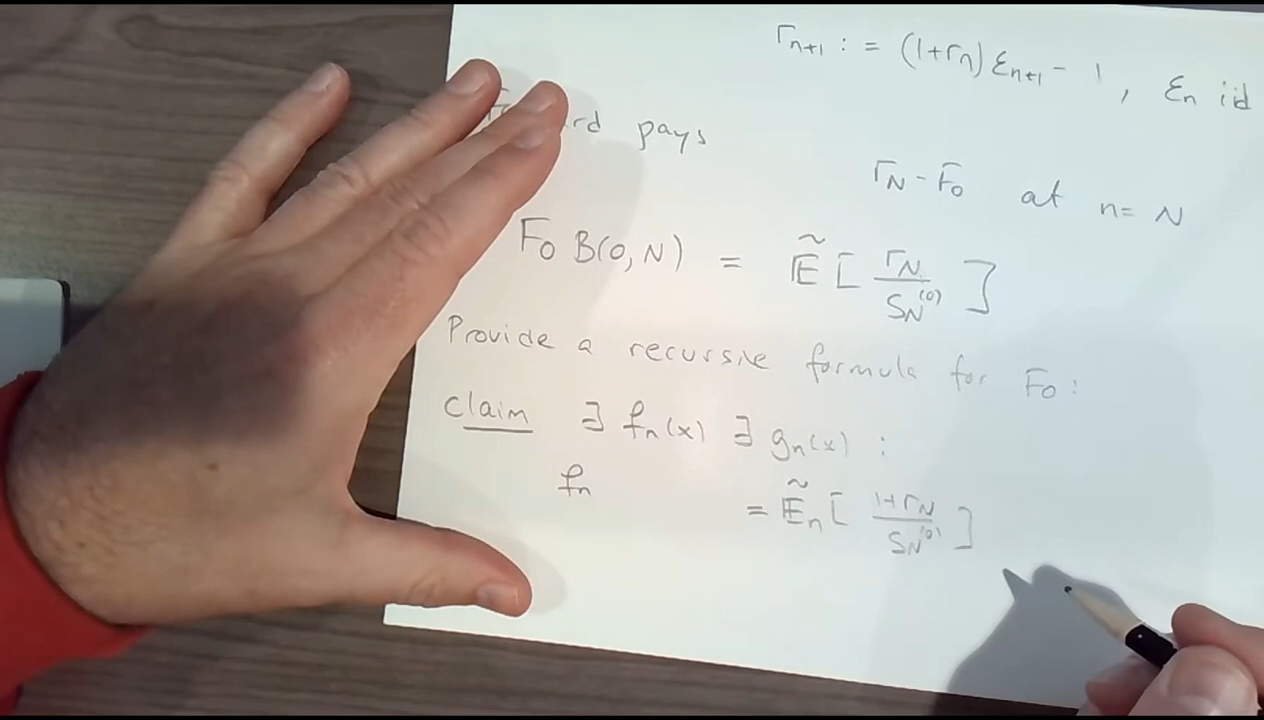 r_{n+1} := (1+r_n) ε_{n+1} - 1 , ε_n iid
pays
r_N - F_0 at n = N
F_0 B(0,N) = Ẽ [ r_N / S_N^{(0)} ]
Provide a recursive formula for F_0 :
claim ∃ f_n(x) ∃ g_n(x) :
f_n = Ẽ_n [ 1+r_N / S_N^{(0)} ]